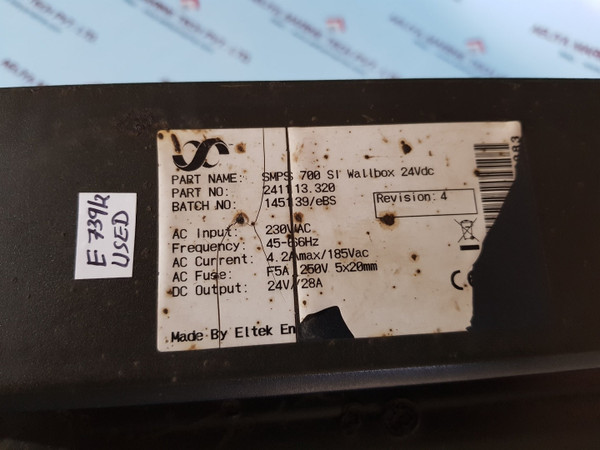 PART NAME: SMPS 700 SI Wallbox 24Vdc
PART NO: 241113.320
BATCH NO: 145139/eBS
Revision: 4
AC Input: 230VAC
Frequency: 45-66Hz
AC Current: 4.2Amax/185Vac
AC Fuse: F5A 250V 5x20mm
DC Output: 24V/28A
Made By Eltek En
CE
E 739/k
USED